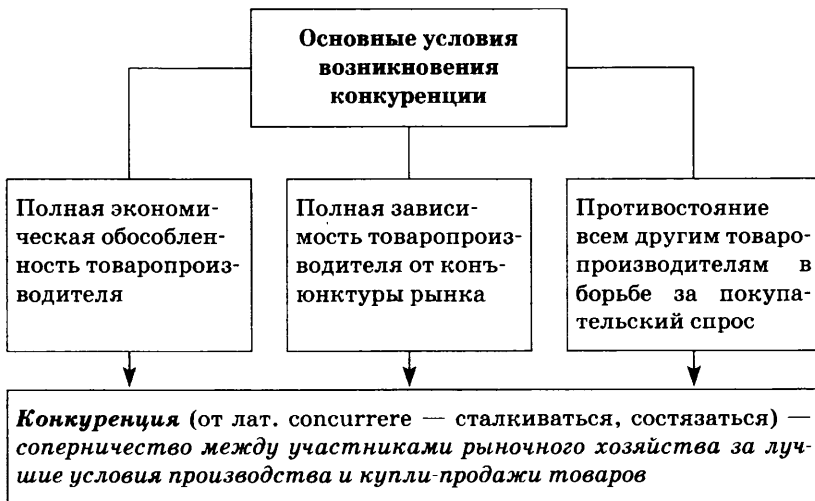 Основные условия
возникновения
конкуренции
Полная экономи-
ческая обособлен-
ность товаропроиз-
водителя
Полная зависи-
мость товаропроиз-
водителя от конъ-
юнктуры рынка
Противостояние
всем другим товаро-
производителям в
борьбе за покупа-
тельский спрос
Конкуренция (от лат. concurrere — сталкиваться, состязаться) —
соперничество между участниками рыночного хозяйства за луч-
шие условия производства и купли-продажи товаров